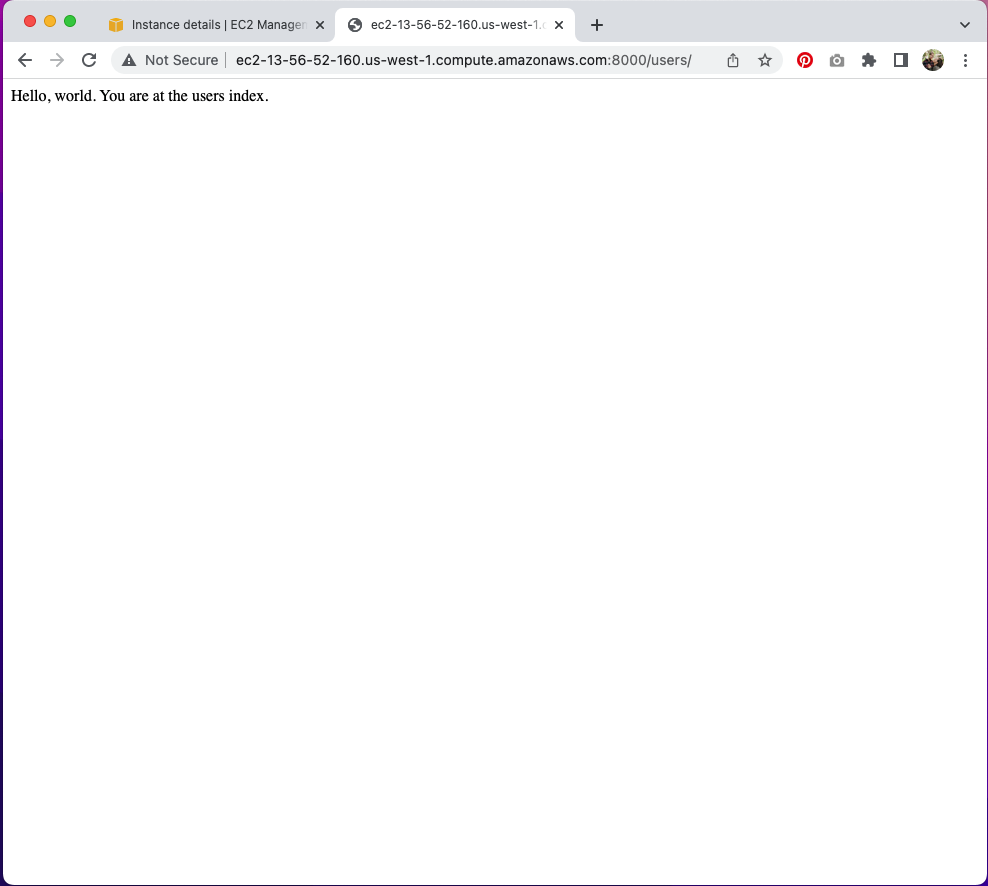 Instance details | EC2 Manager
ec2-13-56-52-160.us-west-1.c
Not Secure
ec2-13-56-52-160.us-west-1.compute.amazonaws.com:8000/users/
Hello, world. You are at the users index.